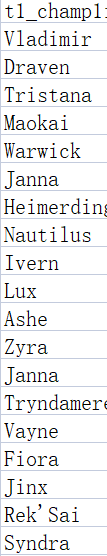 t1_champ1i
Vladimir
Draven
Tristana
Maokai
Warwick
Janna
Heimerding
Nautilus
Ivern
Lux
Ashe
Zyra
Janna
Tryndamere
Vayne
Fiora
Jinx
Rek'Sai
Syndra